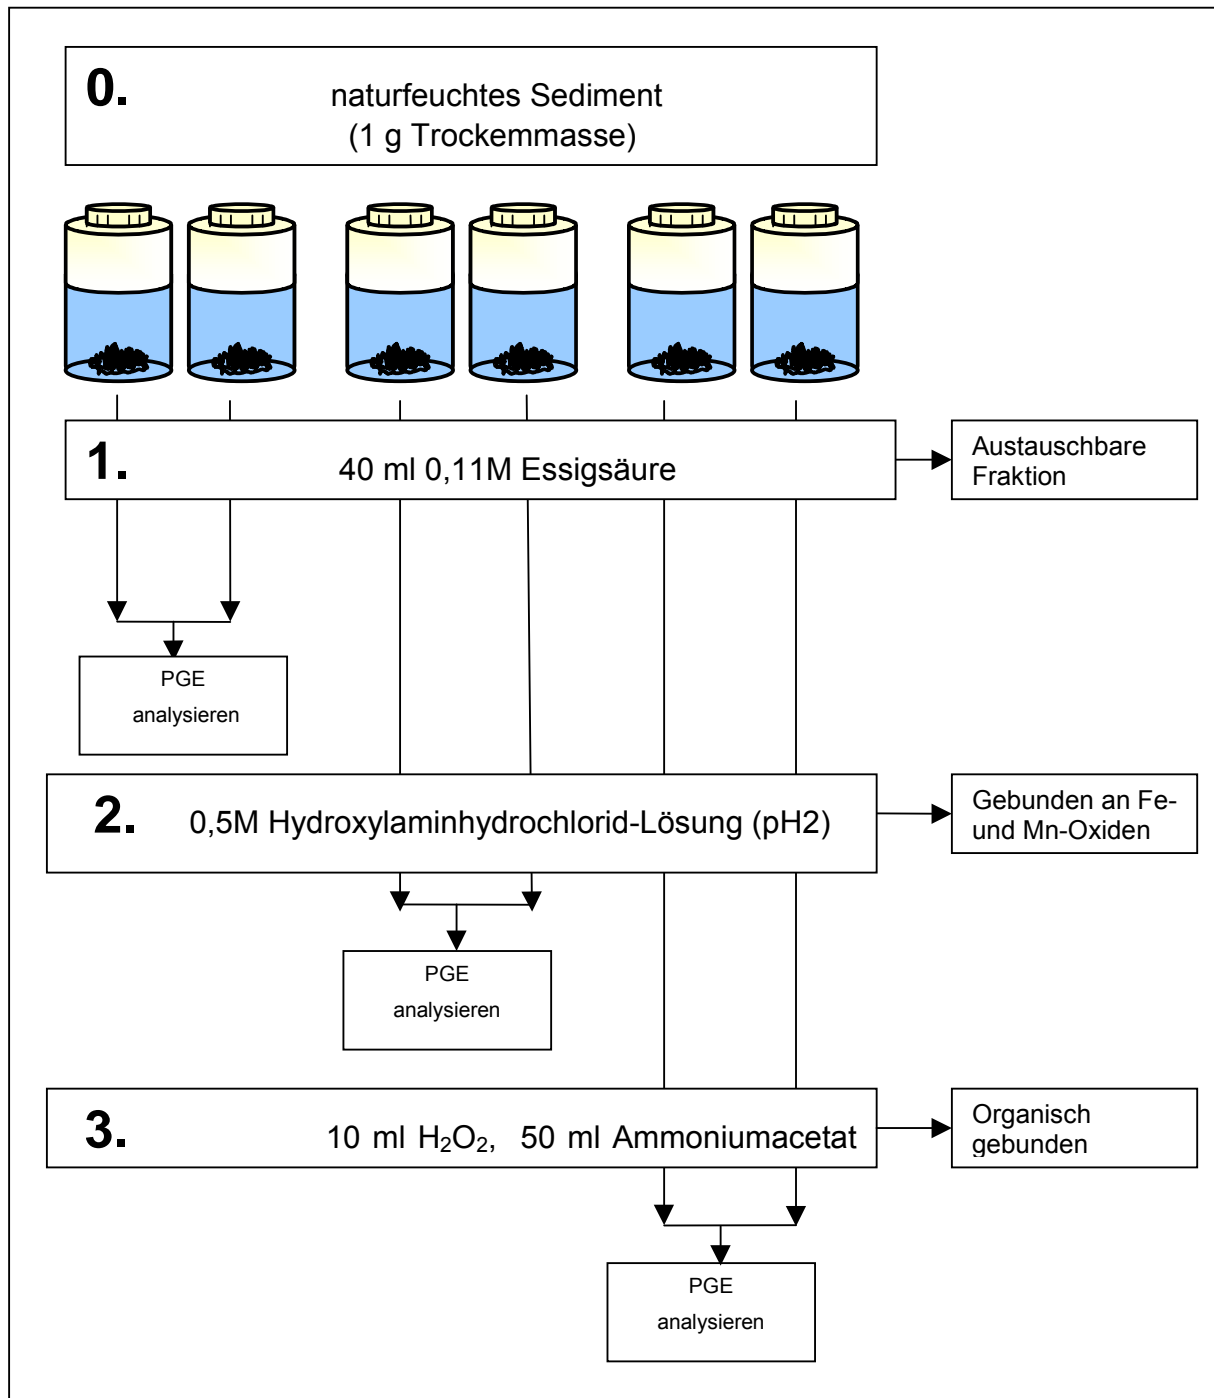 0.
naturfeuchtes Sediment
(1 g Trockemmasse)
1.
40 ml 0,11M Essigsäure
Austauschbare
Fraktion
PGE
analysieren
2.
0,5M Hydroxylaminhydrochlorid-Lösung (pH2)
Gebunden an Fe-
und Mn-Oxiden
PGE
analysieren
3.
10 ml H₂O₂, 50 ml Ammoniumacetat
Organisch
gebunden
PGE
analysieren